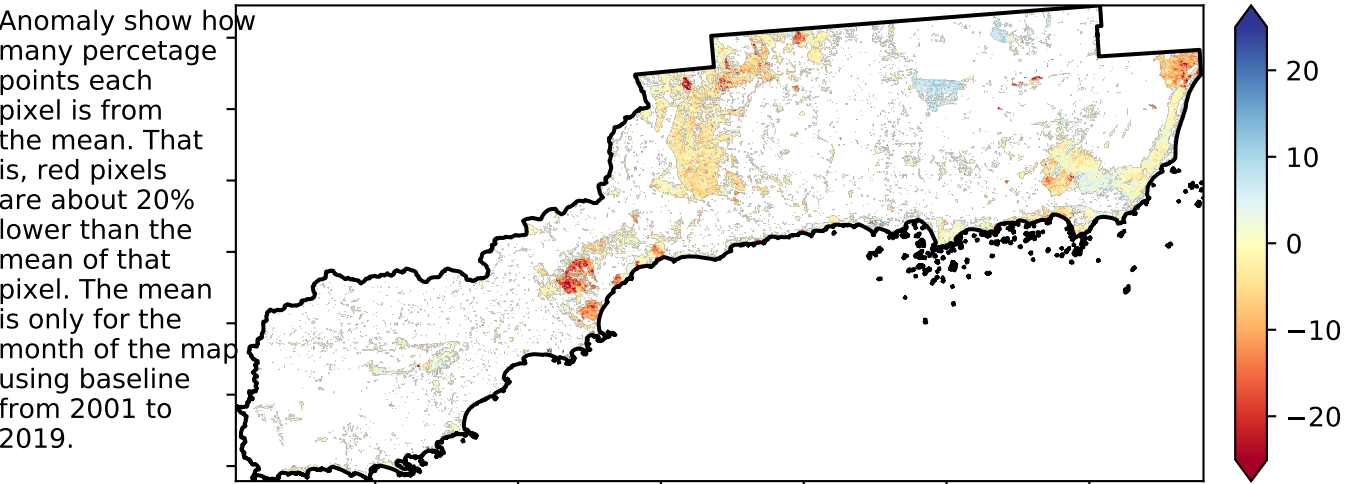 Anomaly show how
many percetage
points each
pixel is from
the mean. That
is, red pixels
are about 20%
lower than the
mean of that
pixel. The mean
is only for the
month of the map
using baseline
from 2001 to
2019.
20
10
0
−10
−20